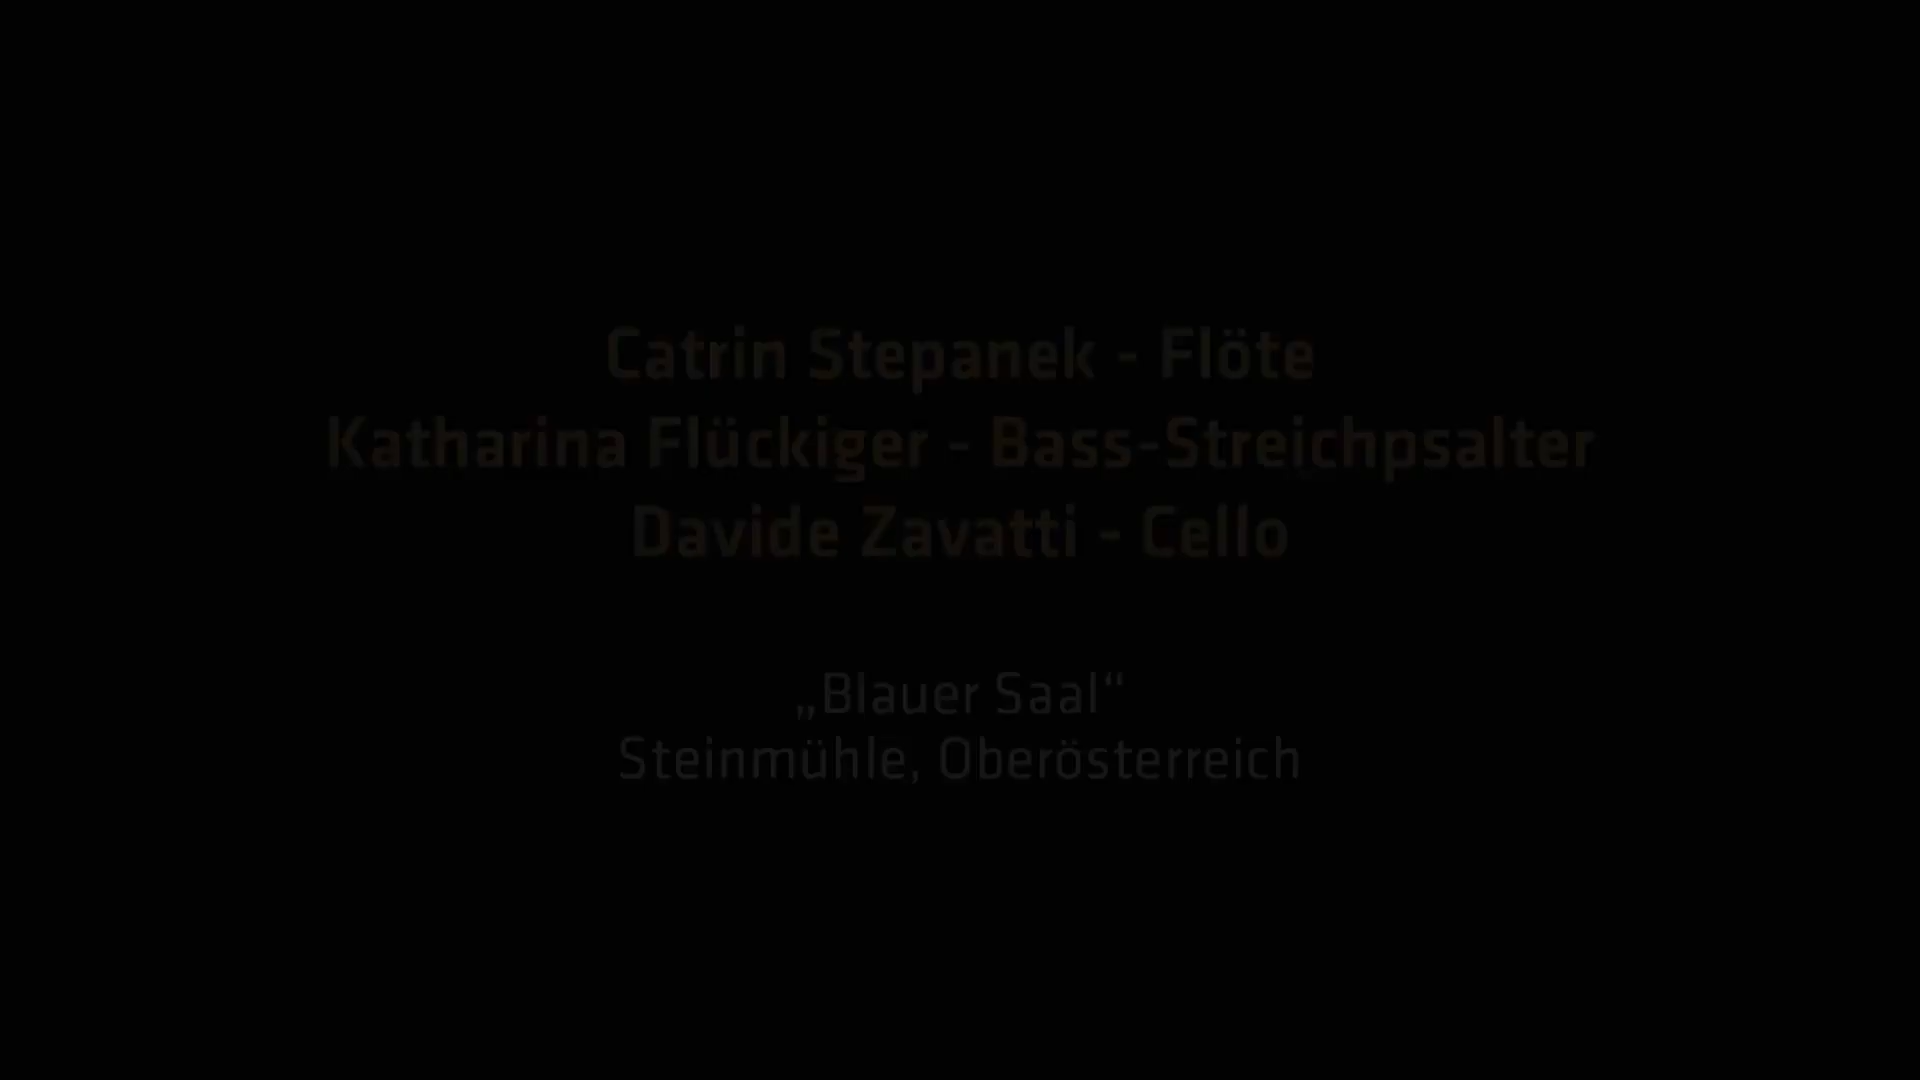 Catrin Stepanek - Flöte
Katharina Flückiger - Bass-Streichpsalter
Davide Zavatti - Cello
„Blauer Saal“
Steinmühle, Oberösterreich